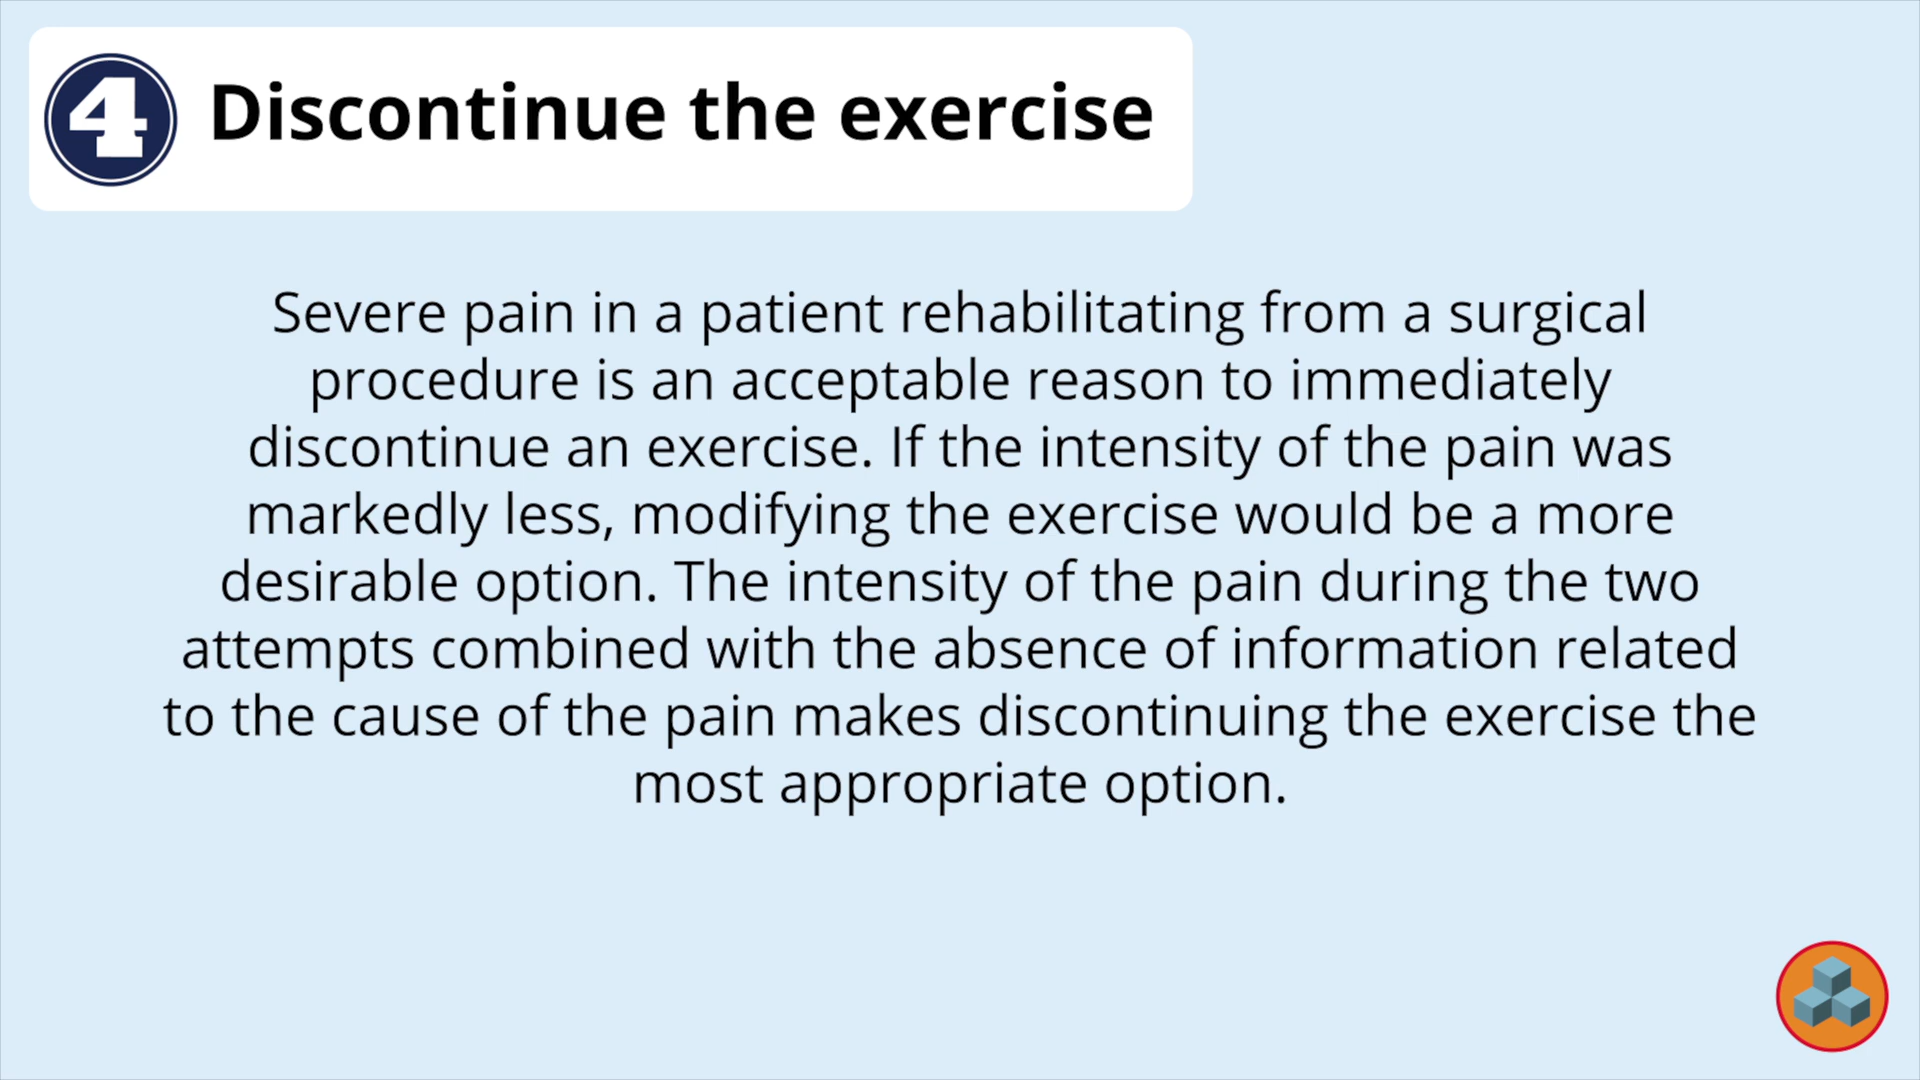 4 Discontinue the exercise
Severe pain in a patient rehabilitating from a surgical
procedure is an acceptable reason to immediately
discontinue an exercise. If the intensity of the pain was
markedly less, modifying the exercise would be a more
desirable option. The intensity of the pain during the two
attempts combined with the absence of information related
to the cause of the pain makes discontinuing the exercise the
most appropriate option.